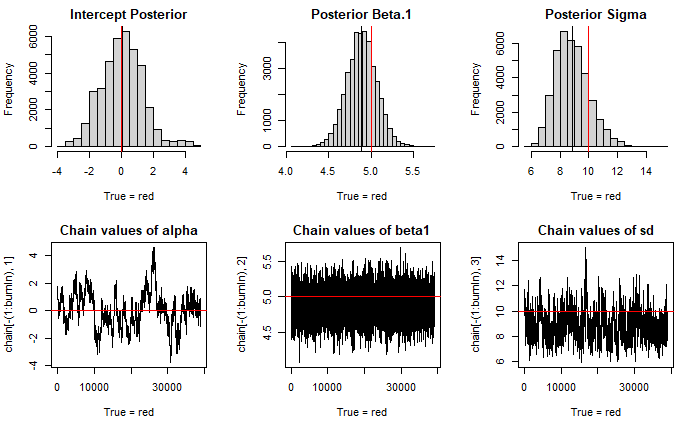 Intercept Posterior
Frequency
0 2000 4000 6000
-4 -2 0 2 4
True = red
Posterior Beta.1
Frequency
0 1000 3000
4.0 4.5 5.0 5.5
True = red
Posterior Sigma
Frequency
0 2000 4000 6000
6 8 10 12 14
True = red
Chain values of alpha
chain[-(1:burnIn), 1]
-4 -2 0 2 4
0 10000 30000
True = red
Chain values of beta1
chain[-(1:burnIn), 2]
4.5 5.0 5.5
0 10000 30000
True = red
Chain values of sd
chain[-(1:burnIn), 3]
6 8 10 12 14
0 10000 30000
True = red